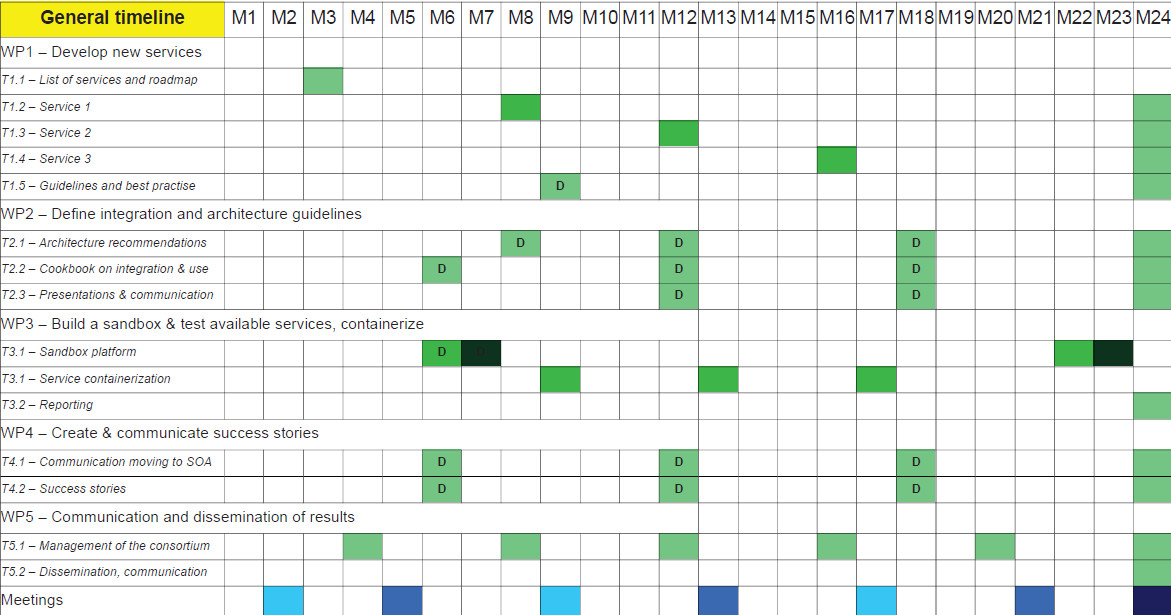 General timeline M1 M2 M3 M4 M5 M6 M7 M8 M9 M10 M11 M12 M13 M14 M15 M16 M17 M18 M19 M20 M21 M22 M23 M24
WP1 – Develop new services
T1.1 – List of services and roadmap
T1.2 – Service 1
T1.3 – Service 2
T1.4 – Service 3
T1.5 – Guidelines and best practise D
WP2 – Define integration and architecture guidelines
T2.1 – Architecture recommendations D D D
T2.2 – Cookbook on integration & use D D D
T2.3 – Presentations & communication D D
WP3 – Build a sandbox & test available services, containerize
T3.1 – Sandbox platform D
T3.1 – Service containerization
T3.2 – Reporting
WP4 – Create & communicate success stories
T4.1 – Communication moving to SOA D D D
T4.2 – Success stories D D D
WP5 – Communication and dissemination of results
T5.1 – Management of the consortium
T5.2 – Dissemination, communication
Meetings